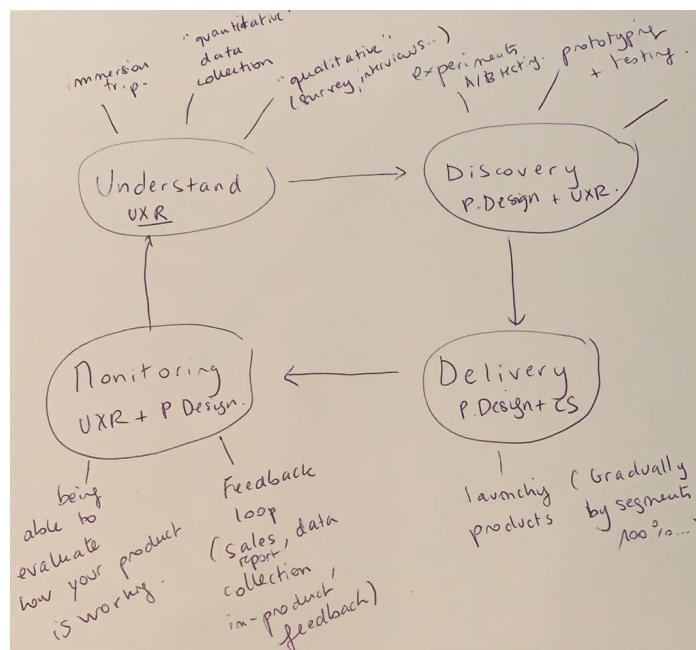 immersion
trip.
"quantitative"
data
collection
"qualitative"
(survey, interviews...)
experiments
A/B testing.
prototyping
+ testing.
Understand
UXR
Discovery
P. Design + UXR.
Monitoring
UXR + P Design.
Delivery
P. Design + CS
being
able to
evaluate
how your product
is working.
Feedback
loop
(sales, data
report
collection,
in-product
feedback)
launching
products
(Gradually
by segments
100%...